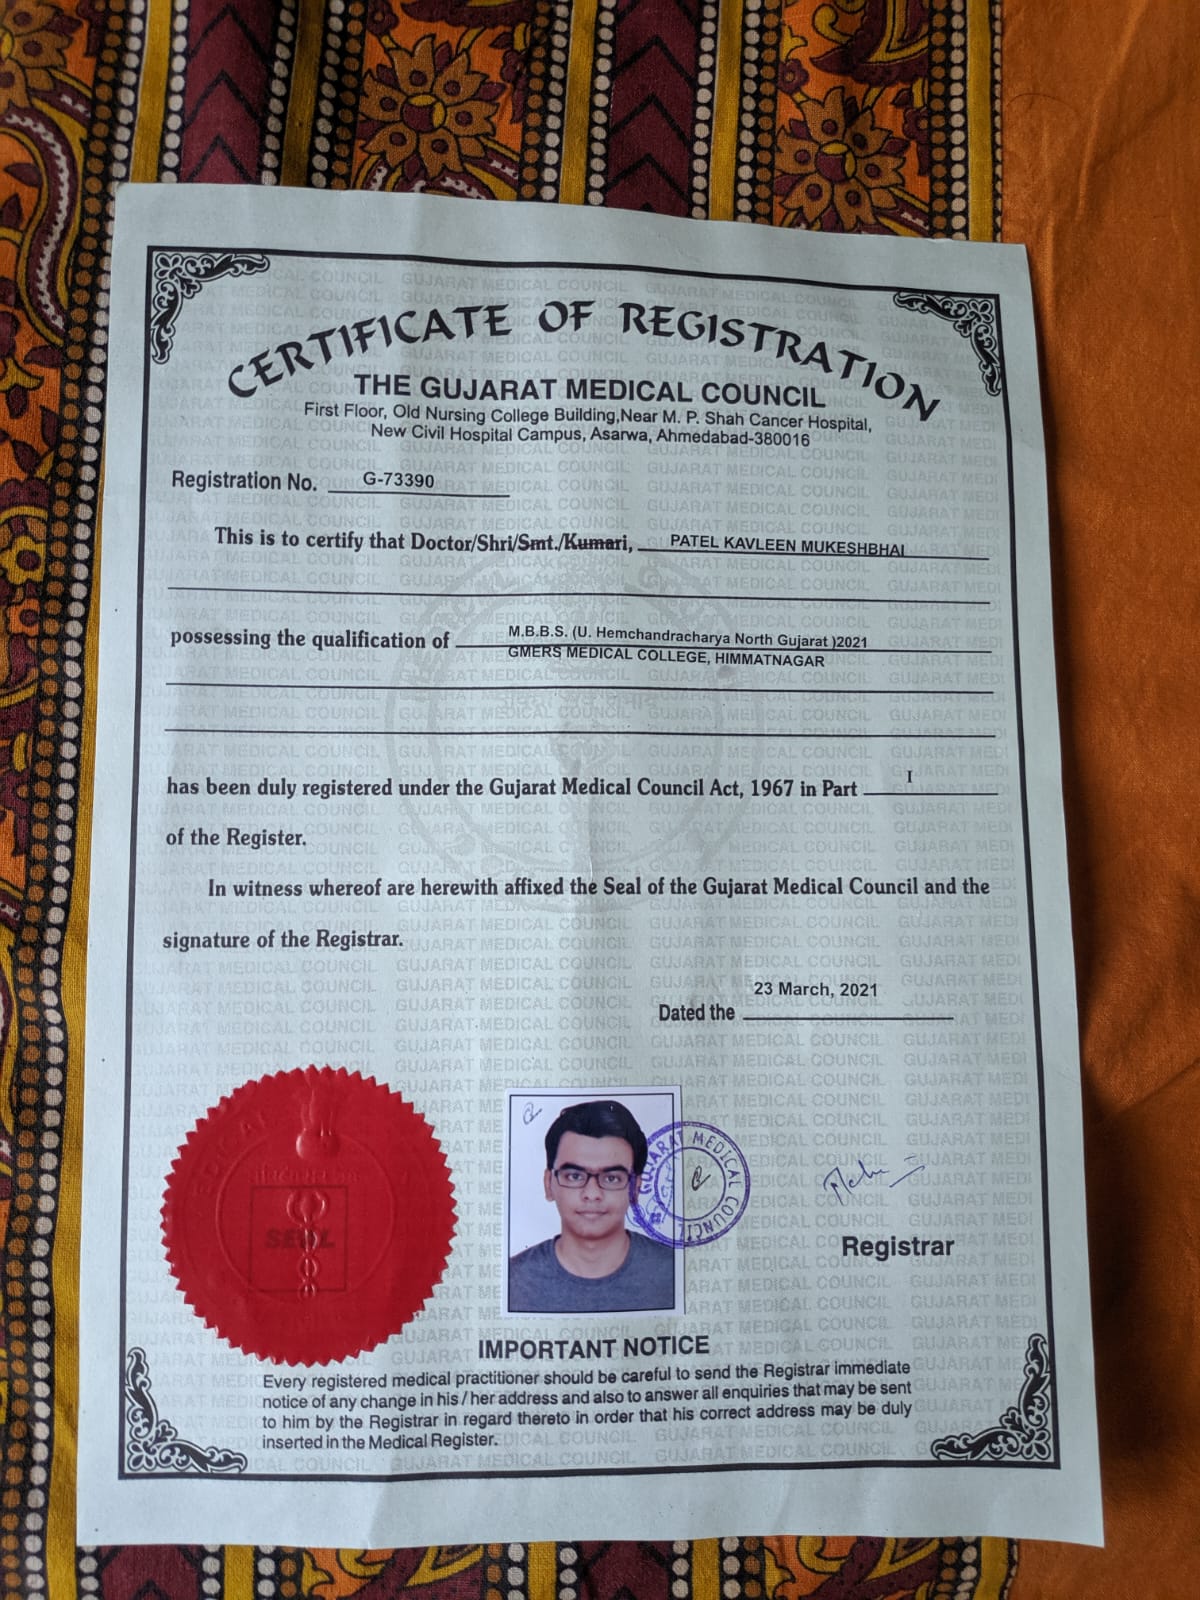 CERTIFICATE OF REGISTRATION
THE GUJARAT MEDICAL COUNCIL
First Floor, Old Nursing College Building,Near M. P. Shah Cancer Hospital,
New Civil Hospital Campus, Asarwa, Ahmedabad-380016
Registration No. G-73390
This is to certify that Doctor/Shri/Smt./Kumari, PATEL KAVLEEN MUKESHBHAI
possessing the qualification of M.B.B.S. (U. Hemchandracharya North Gujarat )2021
GMERS MEDICAL COLLEGE, HIMMATNAGAR
has been duly registered under the Gujarat Medical Council Act, 1967 in Part I
of the Register.
In witness whereof are herewith affixed the Seal of the Gujarat Medical Council and the
signature of the Registrar.
23 March, 2021
Dated the
SEAL
GUJARAT MEDICAL COUNCIL
Registrar
IMPORTANT NOTICE
Every registered medical practitioner should be careful to send the Registrar immediate
notice of any change in his / her address and also to answer all enquiries that may be sent
to him by the Registrar in regard thereto in order that his correct address may be duly
inserted in the Medical Register.